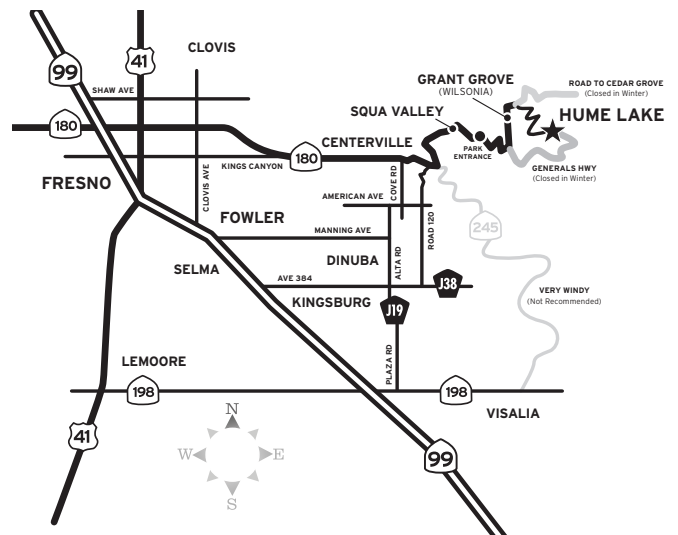 CLOVIS
41
99
SHAW AVE
GRANT GROVE
(WILSONIA)
ROAD TO CEDAR GROVE
(Closed in Winter)
SQUA VALLEY
HUME LAKE
180
CENTERVILLE
PARK
ENTRANCE
KINGS CANYON
180
GENERALS HWY
(Closed in Winter)
FRESNO
CLOVIS AVE
COVE RD
AMERICAN AVE
FOWLER
ROAD 120
245
MANNING AVE
SELMA
DINUBA
ALTA RD
AVE 384
J38
KINGSBURG
J19
VERY WINDY
(Not Recommended)
PLAZA RD
LEMOORE
198
198
VISALIA
N
W
E
S
41
99